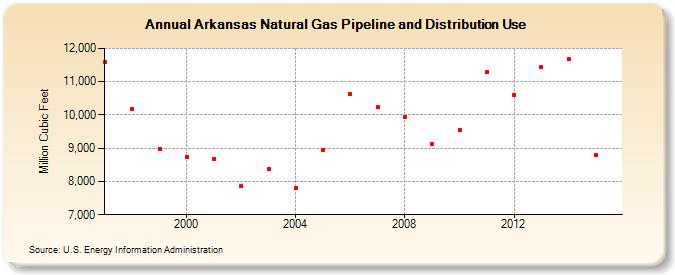 Annual Arkansas Natural Gas Pipeline and Distribution Use
Million Cubic Feet
12,000
11,000
10,000
9,000
8,000
7,000
2000 2004 2008 2012
Source: U.S. Energy Information Administration